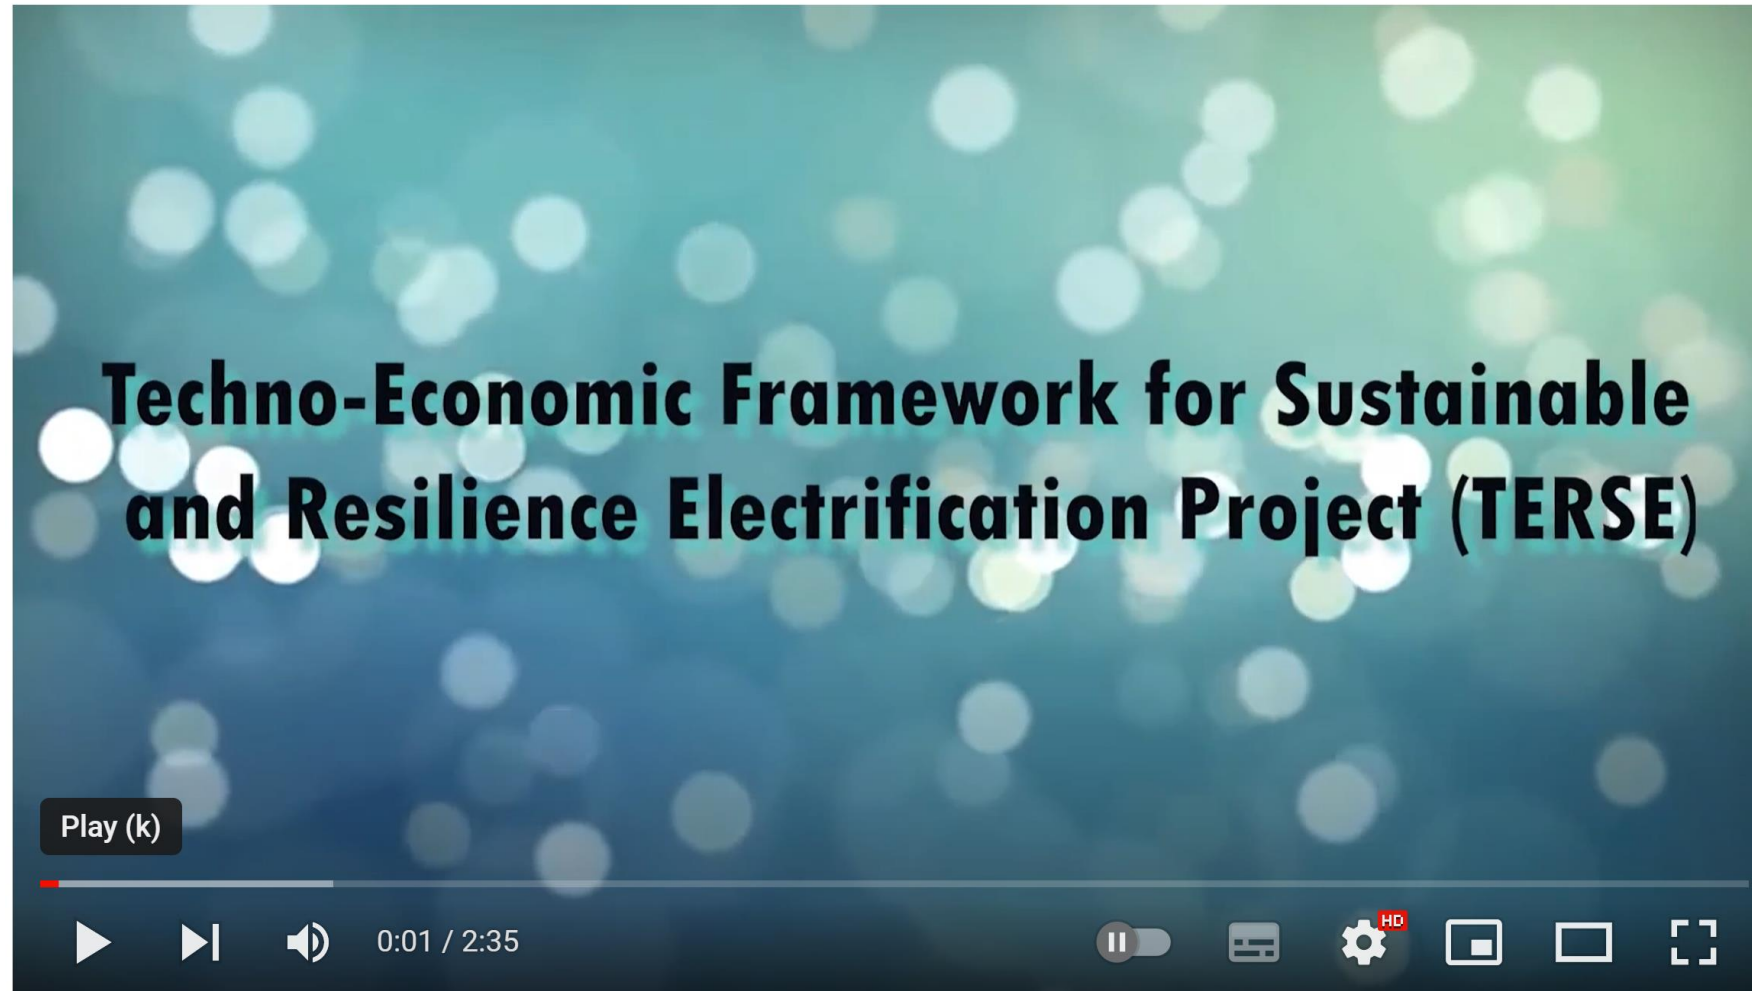 Techno-Economic Framework for Sustainable
and Resilience Electrification Project (TERSE)
Play (k)
0:01 / 2:35
HD